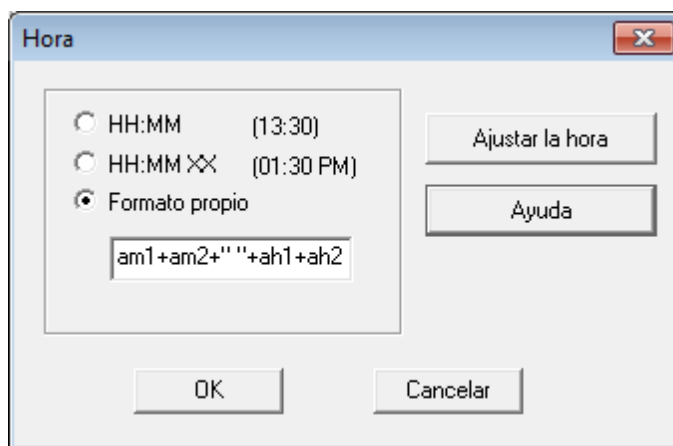 Hora
HH:MM (13:30)
HH:MM XX (01:30 PM)
Formato propio
am1+am2+" "+ah1+ah2
Ajustar la hora
Ayuda
OK
Cancelar